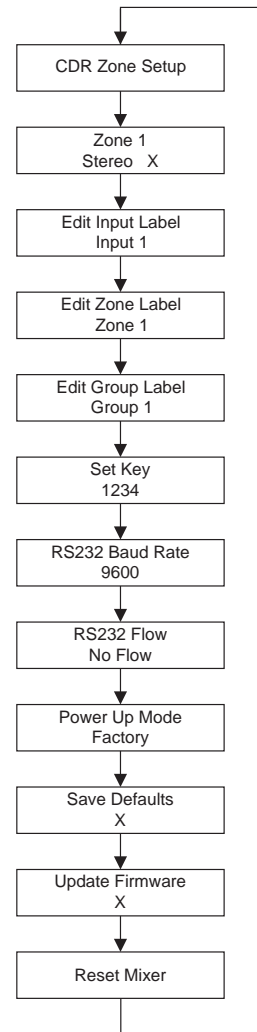 CDR Zone Setup
Zone 1
Stereo X
Edit Input Label
Input 1
Edit Zone Label
Zone 1
Edit Group Label
Group 1
Set Key
1234
RS232 Baud Rate
9600
RS232 Flow
No Flow
Power Up Mode
Factory
Save Defaults
X
Update Firmware
X
Reset Mixer